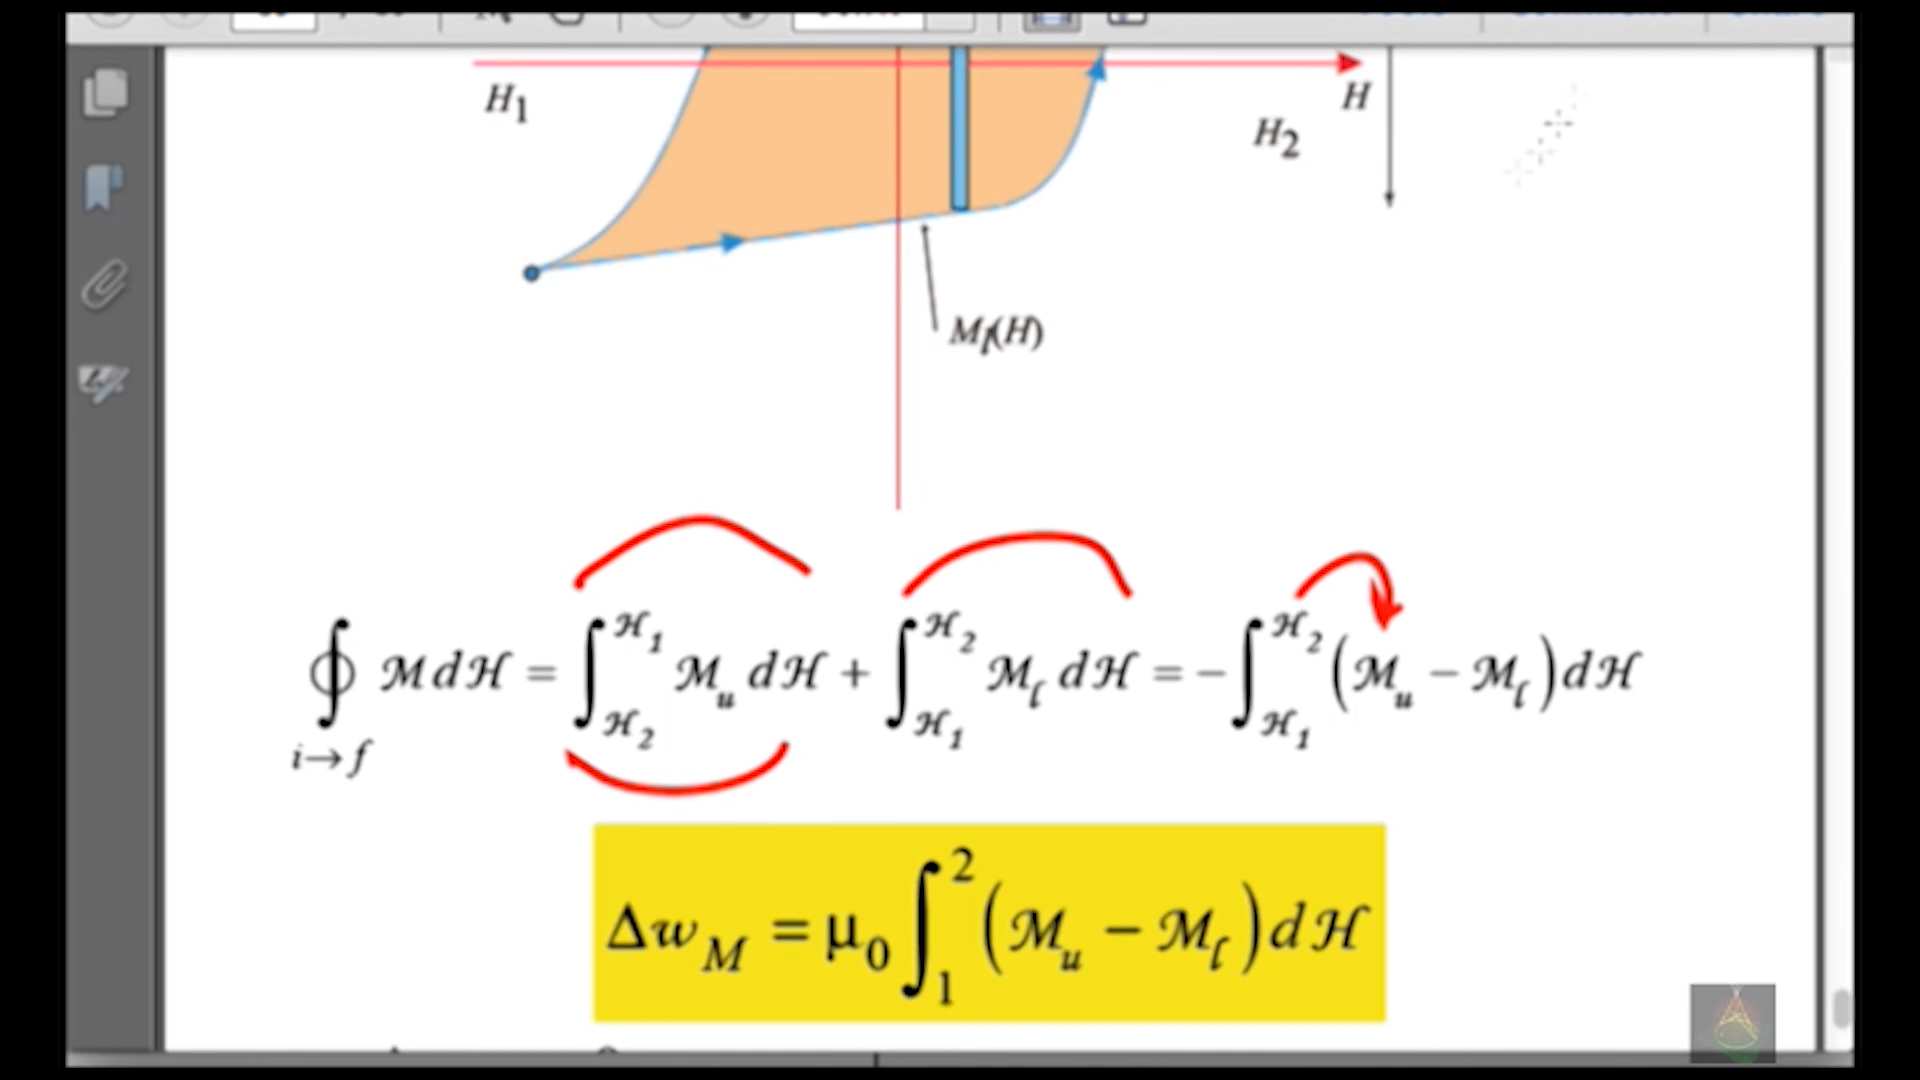 H₁
H
H₂
Mₗ(H)
∮_{i→f} ℳ dℋ = ∫_{ℋ₂}^{ℋ₁} ℳ_u dℋ + ∫_{ℋ₁}^{ℋ₂} ℳ_l dℋ = − ∫_{ℋ₁}^{ℋ₂} (ℳ_u − ℳ_l) dℋ
Δw_M = μ₀ ∫_1^2 (ℳ_u − ℳ_l) dℋ